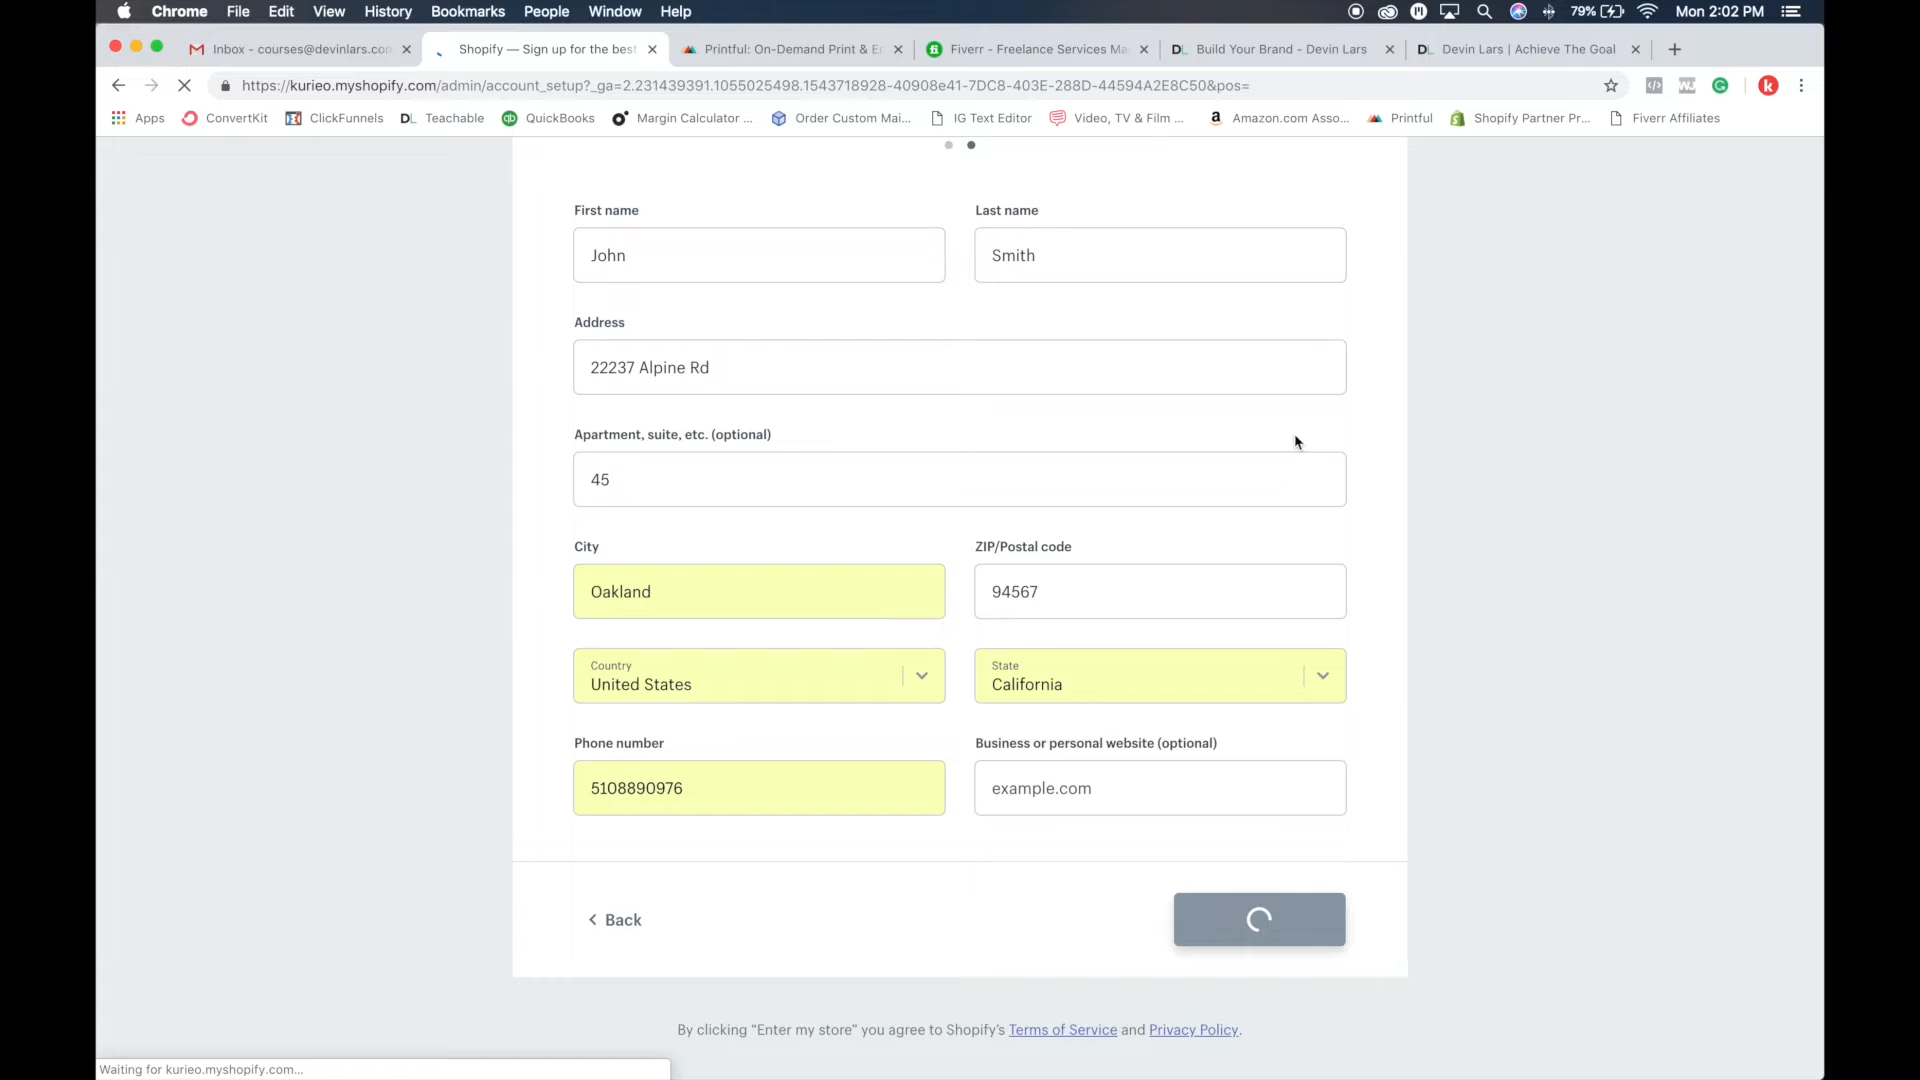 Chrome File Edit View History Bookmarks People Window Help 79% Mon 2:02 PM
Inbox - courses@devinlars.con Shopify — Sign up for the best Printful: On-Demand Print & E Fiverr - Freelance Services Ma DL Build Your Brand - Devin Lars DL Devin Lars | Achieve The Goal
https://kurieo.myshopify.com/admin/account_setup?_ga=2.231439391.1055025498.1543718928-40908e41-7DC8-403E-288D-44594A2E8C50&pos= k
Apps ConvertKit ClickFunnels DL Teachable QuickBooks Margin Calculator ... Order Custom Mai... IG Text Editor Video, TV & Film ... Amazon.com Asso... Printful Shopify Partner Pr... Fiverr Affiliates
First name Last name
John Smith
Address
22237 Alpine Rd
Apartment, suite, etc. (optional)
45
City ZIP/Postal code
Oakland 94567
Country State
United States California
Phone number Business or personal website (optional)
5108890976 example.com
Back
By clicking "Enter my store" you agree to Shopify's Terms of Service and Privacy Policy.
Waiting for kurieo.myshopify.com...